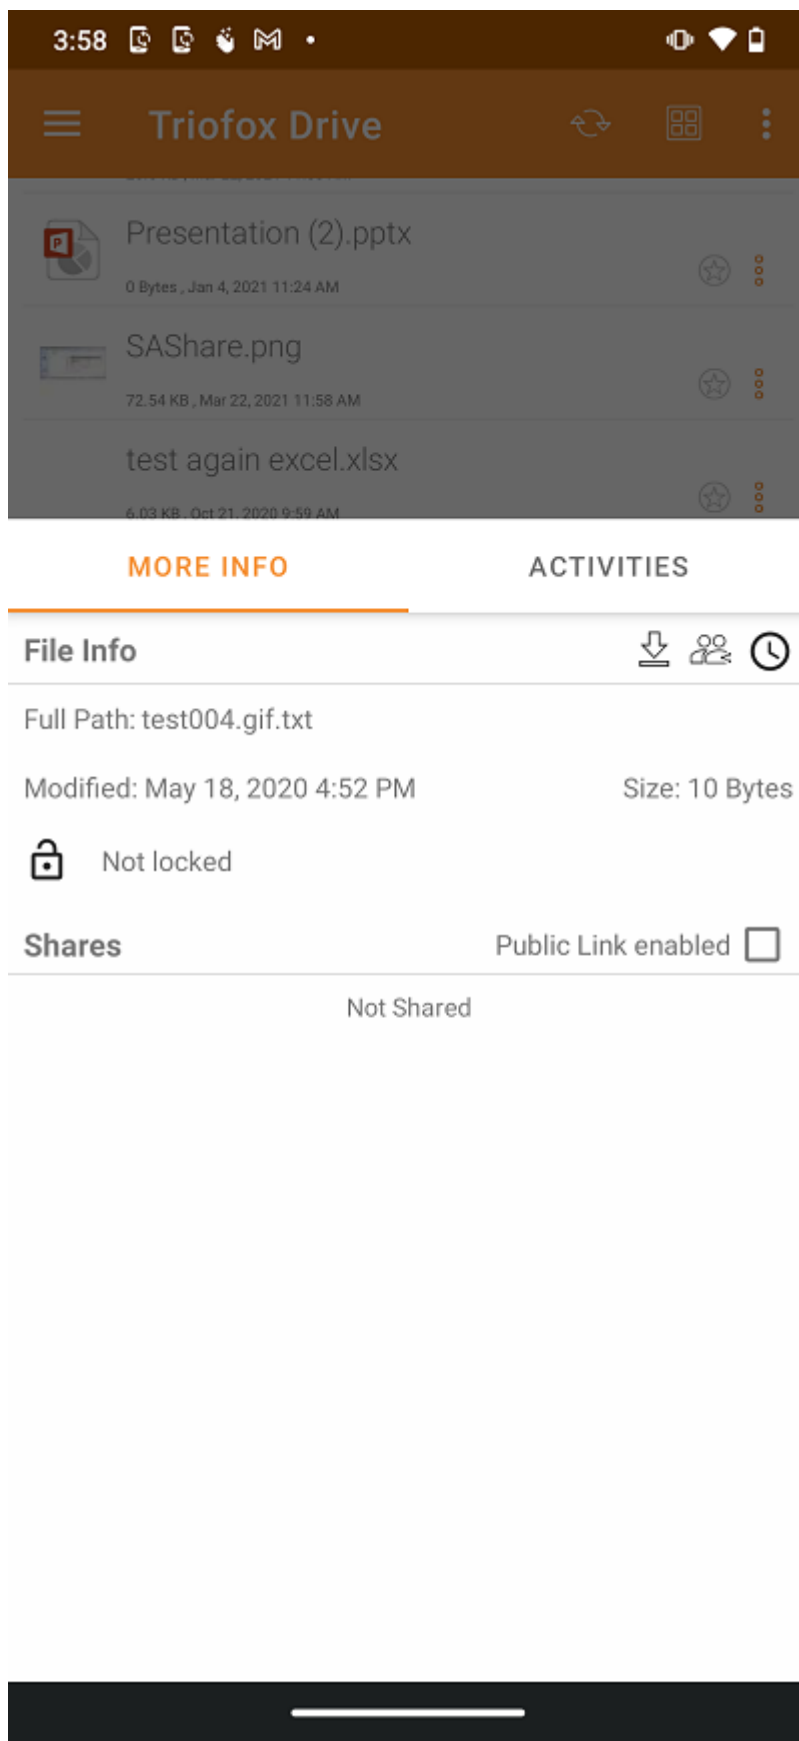 3:58
Triofox Drive
Presentation (2).pptx
0 Bytes , Jan 4, 2021 11:24 AM
SAShare.png
72.54 KB , Mar 22, 2021 11:58 AM
test again excel.xlsx
6.03 KB , Oct 21, 2020 9:59 AM
MORE INFO ACTIVITIES
File Info
Full Path: test004.gif.txt
Modified: May 18, 2020 4:52 PM Size: 10 Bytes
Not locked
Shares Public Link enabled
Not Shared